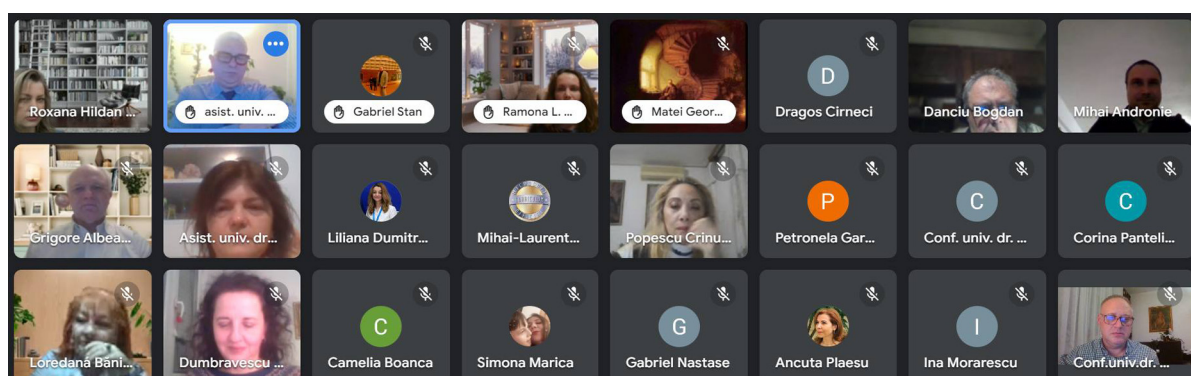 Roxana Hildan ...
asist. univ. ...
Gabriel Stan
Ramona L. ...
Matei Geor...
D
Dragos Cirneci
Danciu Bogdan
Mihai Andronie
Grigore Albea...
Asist. univ. dr...
Liliana Dumitr...
Mihai-Laurent...
Popescu Crinu...
P
Petronela Gar...
C
Conf. univ. dr. ...
C
Corina Panteli...
Loredana Bani...
Dumbravescu ...
C
Camelia Boanca
Simona Marica
G
Gabriel Nastase
Ancuta Plaesu
I
Ina Morarescu
Conf.univ.dr. ...